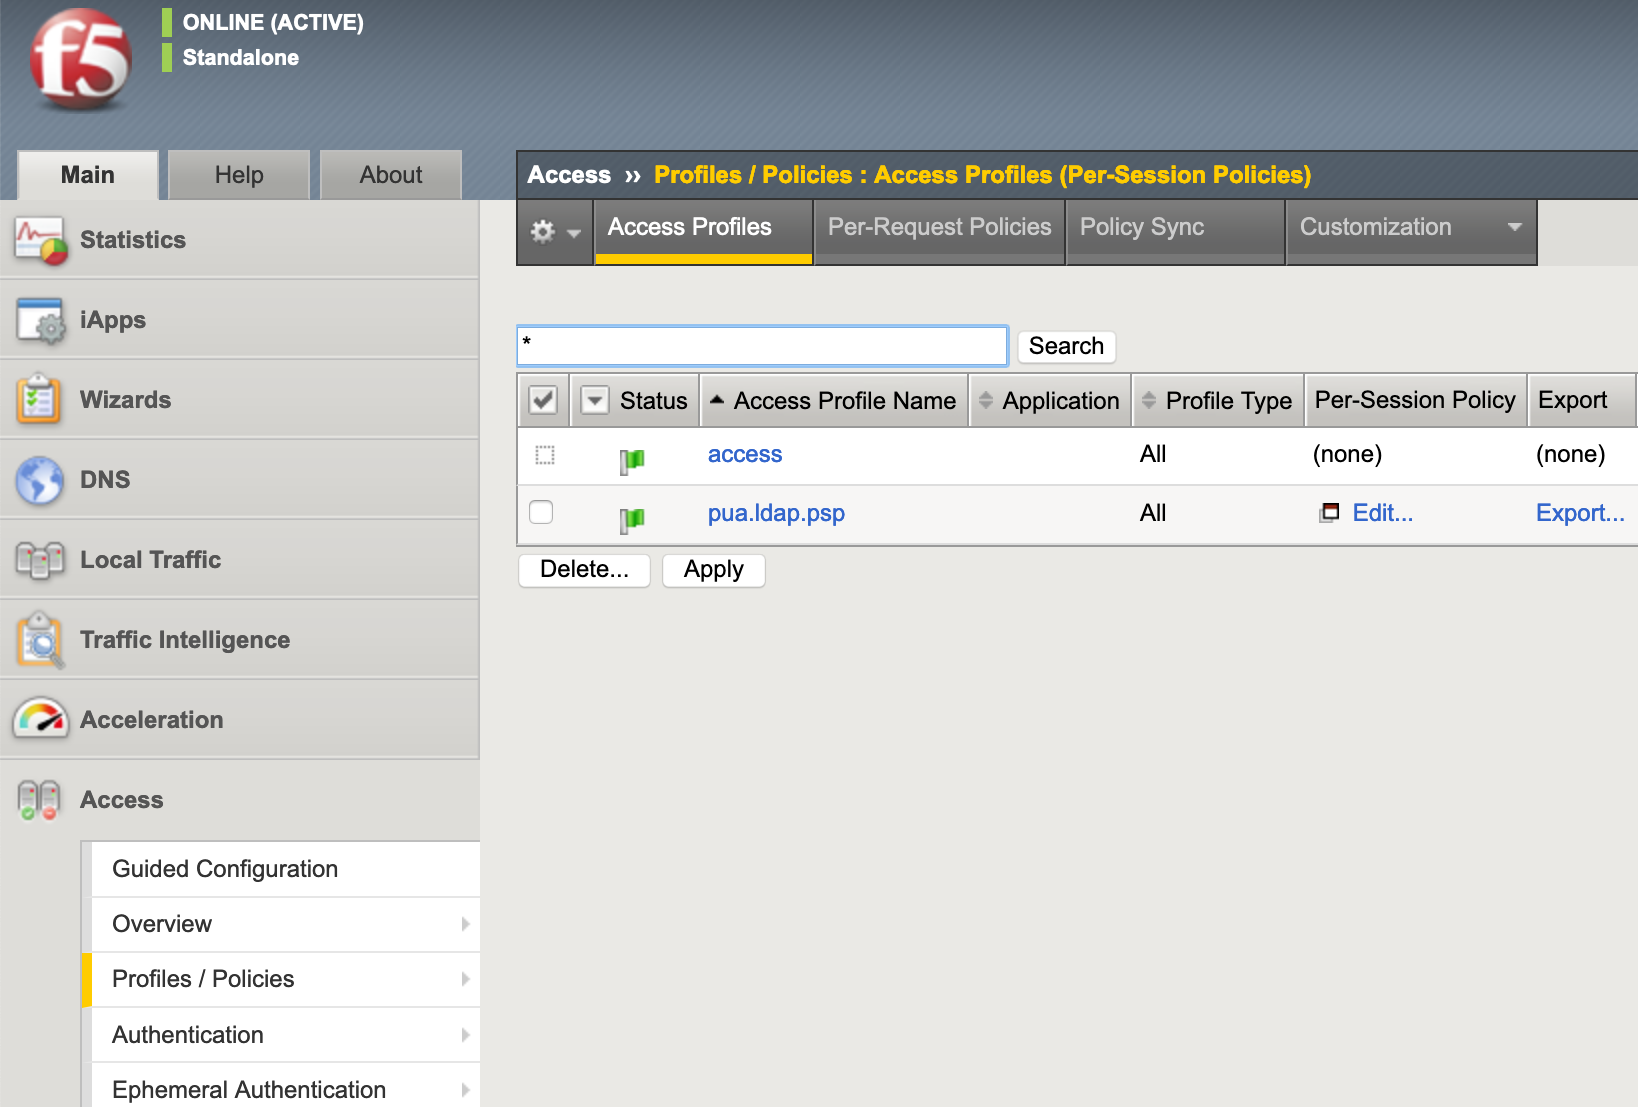 f5
ONLINE (ACTIVE)
Standalone
Main Help About
Access ›› Profiles / Policies : Access Profiles (Per-Session Policies)
Access Profiles Per-Request Policies Policy Sync Customization
Statistics
iApps
Wizards
DNS
Local Traffic
Traffic Intelligence
Acceleration
Access
Guided Configuration
Overview
Profiles / Policies
Authentication
Ephemeral Authentication
* Search
Status Access Profile Name Application Profile Type Per-Session Policy Export
access All (none) (none)
pua.ldap.psp All Edit... Export...
Delete... Apply